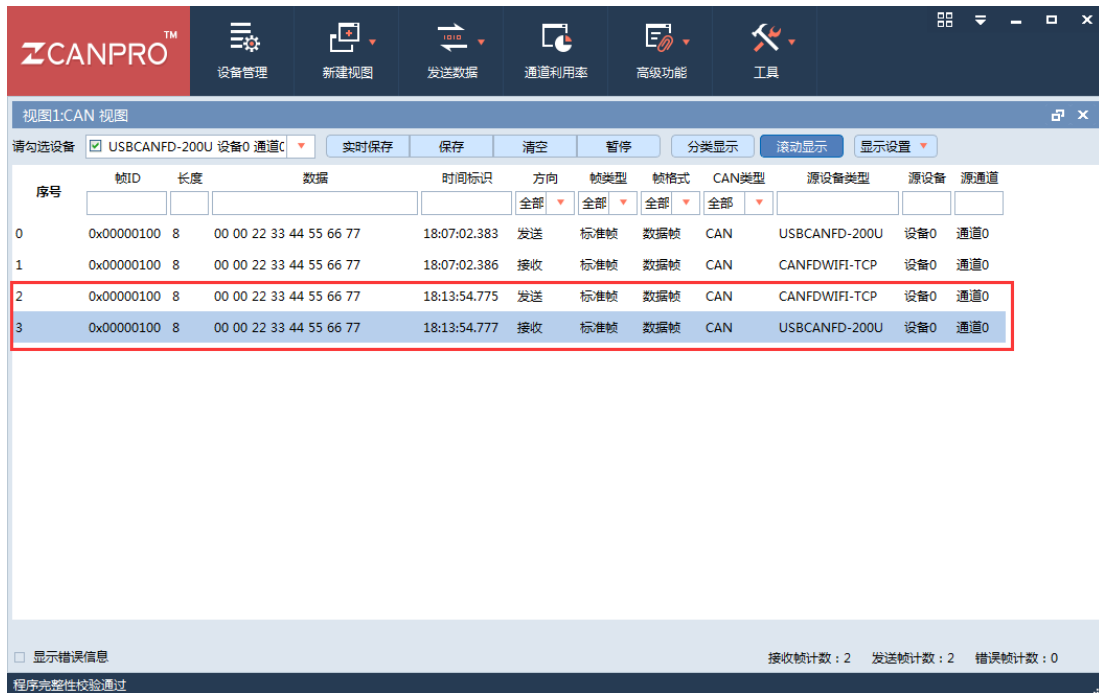 ZCANPRO™
设备管理 新建视图 发送数据 通道利用率 高级功能 工具
视图1:CAN 视图
请勾选设备 USBCANFD-200U 设备0 通道0 实时保存 保存 清空 暂停 分类显示 滚动显示 显示设置
序号 帧ID 长度 数据 时间标识 方向 帧类型 帧格式 CAN类型 源设备类型 源设备 源通道
全部 全部 全部 全部
0 0x00000100 8 00 00 22 33 44 55 66 77 18:07:02.383 发送 标准帧 数据帧 CAN USBCANFD-200U 设备0 通道0
1 0x00000100 8 00 00 22 33 44 55 66 77 18:07:02.386 接收 标准帧 数据帧 CAN CANFDWIFI-TCP 设备0 通道0
2 0x00000100 8 00 00 22 33 44 55 66 77 18:13:54.775 发送 标准帧 数据帧 CAN CANFDWIFI-TCP 设备0 通道0
3 0x00000100 8 00 00 22 33 44 55 66 77 18:13:54.777 接收 标准帧 数据帧 CAN USBCANFD-200U 设备0 通道0
显示错误信息 接收帧计数：2 发送帧计数：2 错误帧计数：0
程序完整性校验通过